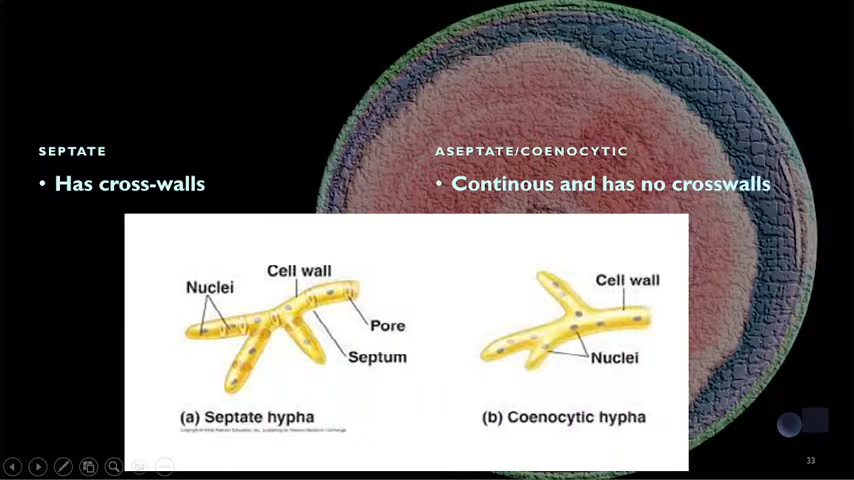 SEPTATE
• Has cross-walls
ASEPTATE/COENOCYTIC
• Continous and has no crosswalls
Nuclei
Cell wall
Pore
Septum
(a) Septate hypha
Cell wall
Nuclei
(b) Coenocytic hypha
33